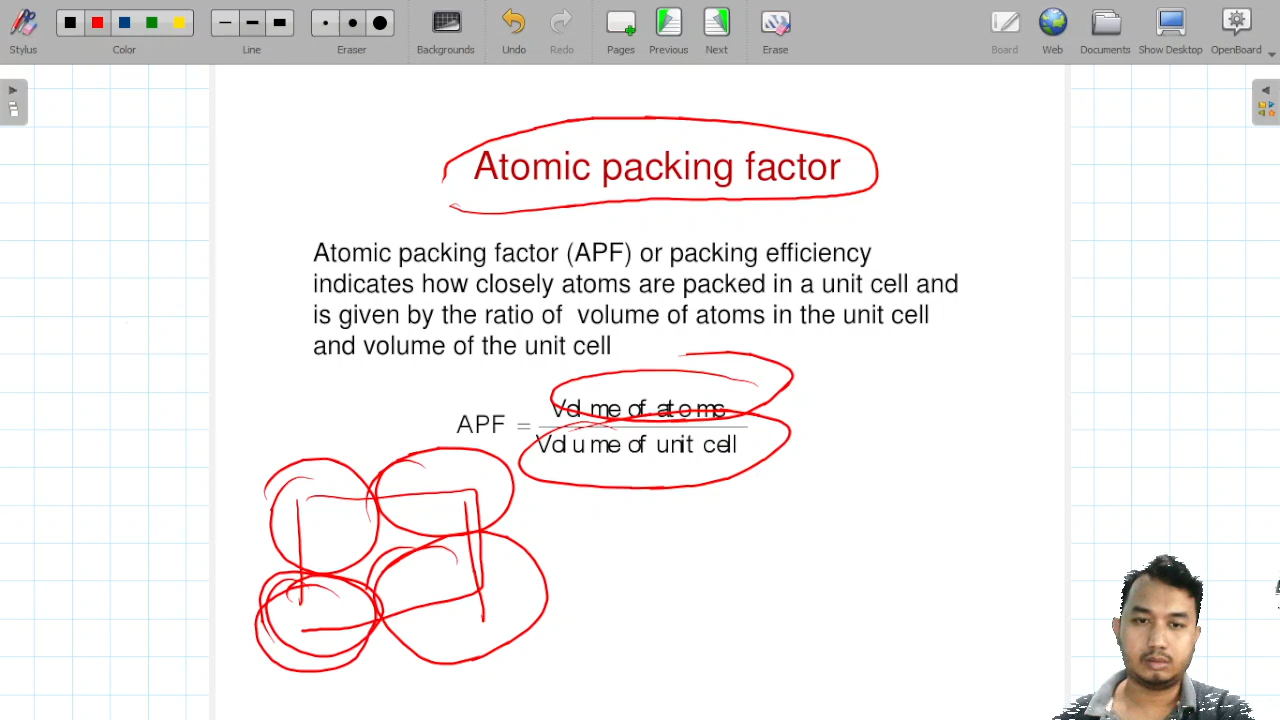 Stylus
Color
Line
Eraser
Backgrounds
Undo
Redo
Pages
Previous
Next
Erase
Board
Web
Documents
Show Desktop
OpenBoard
Atomic packing factor
Atomic packing factor (APF) or packing efficiency
indicates how closely atoms are packed in a unit cell and
is given by the ratio of volume of atoms in the unit cell
and volume of the unit cell
APF = Volume of atoms
Volume of unit cell